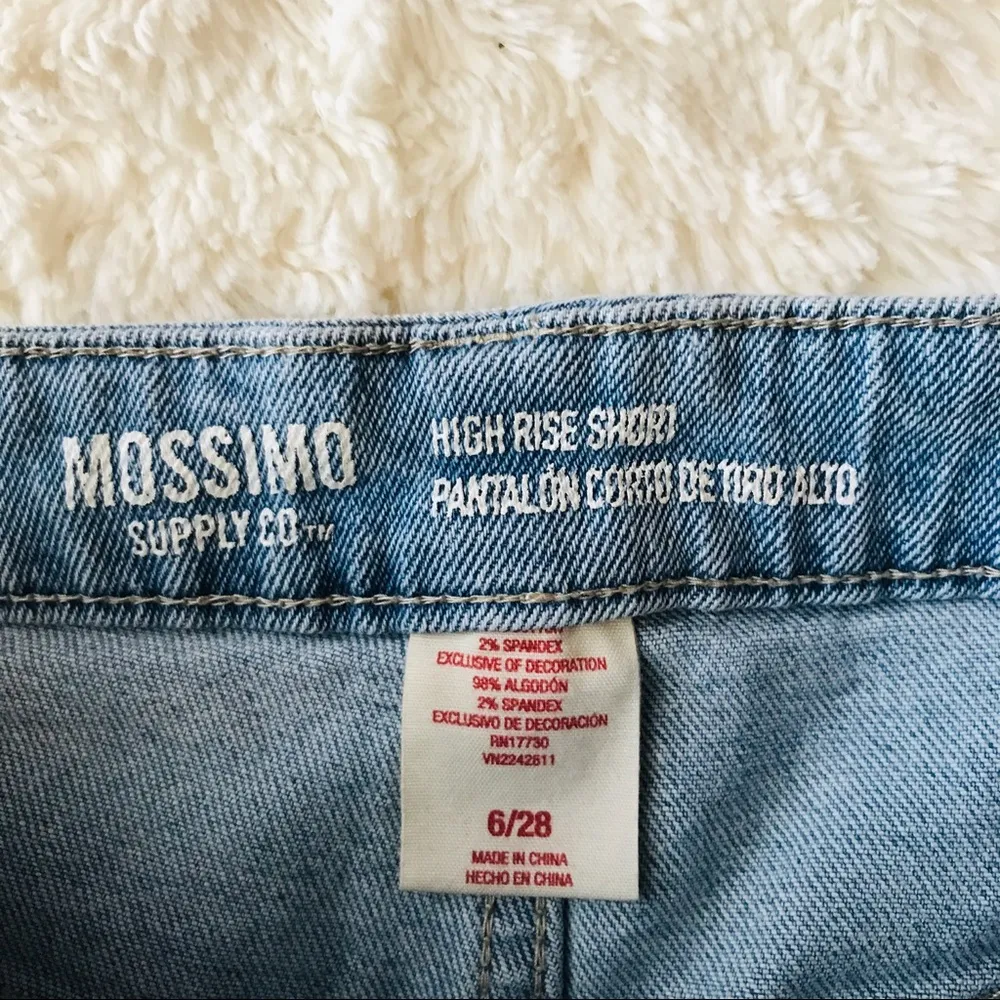 MOSSIMO
SUPPLY CO™
HIGH RISE SHORT
PANTALÓN CORTO DE TIRO ALTO
2% SPANDEX
EXCLUSIVE OF DECORATION
98% ALGODÓN
2% SPANDEX
EXCLUSIVO DE DECORACIÓN
RN17730
VN2242611
6/28
MADE IN CHINA
HECHO EN CHINA